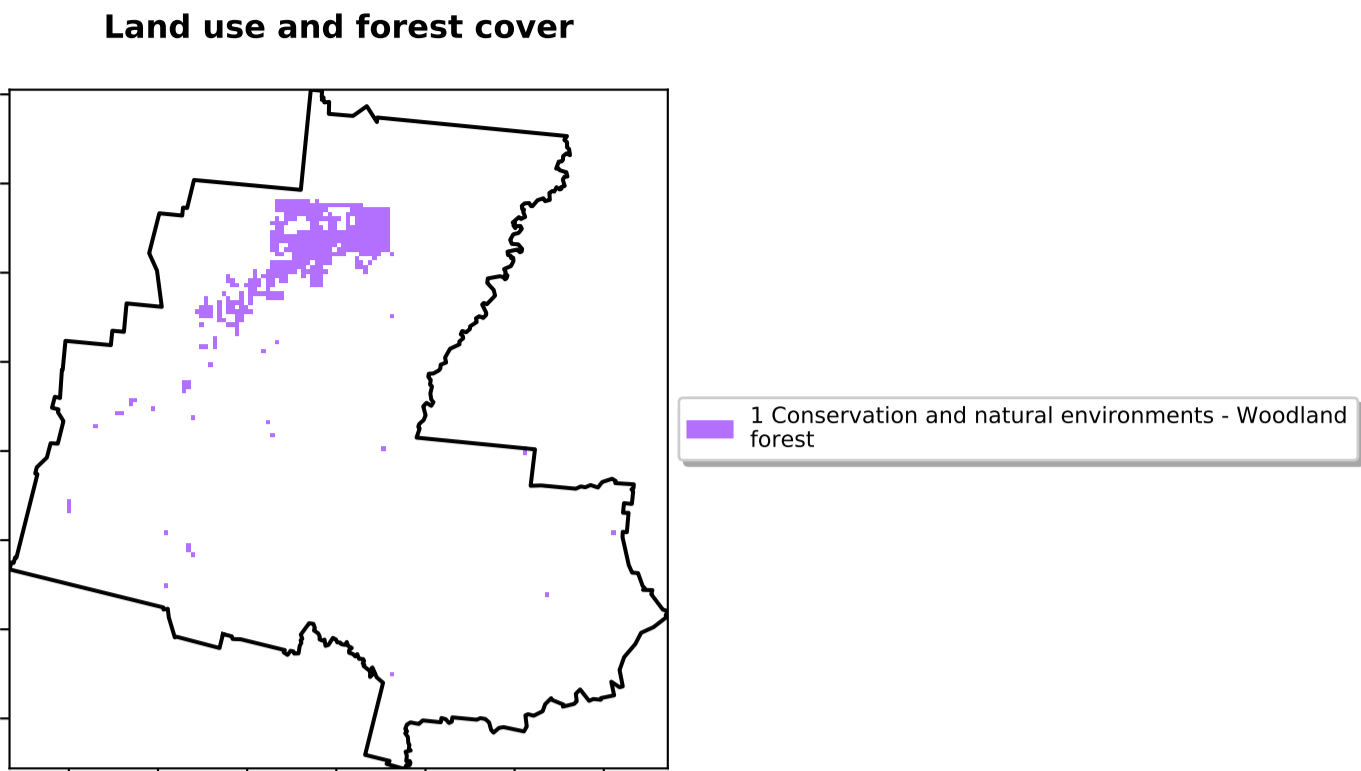 Land use and forest cover
1 Conservation and natural environments - Woodland
forest